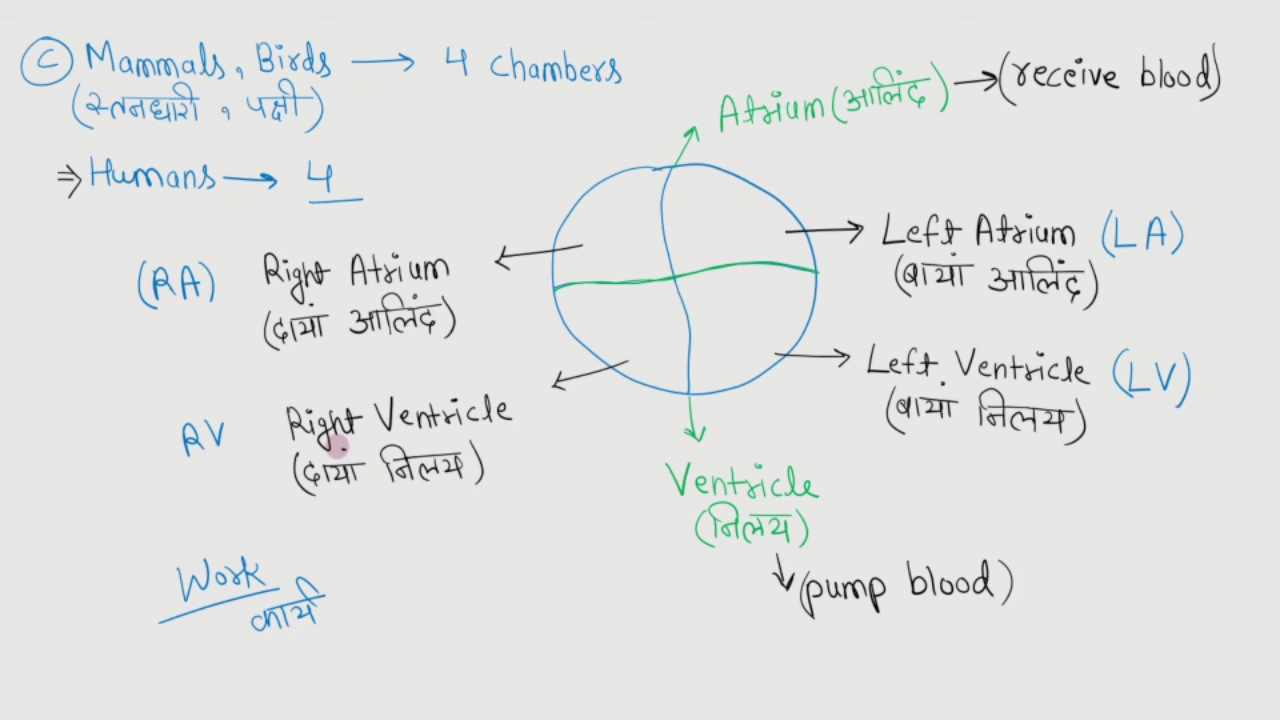 (C) Mammals, Birds → 4 chambers
(स्तनधारी, पक्षी)
⇒ Humans → 4
Atrium (आलिंद) → (receive blood)
(RA) Right Atrium
(दायां आलिंद)
Left Atrium (LA)
(बायां आलिंद)
RV Right Ventricle
(दाया निलय)
Left Ventricle (LV)
(बायां निलय)
Ventricle
(निलय)
↓ (pump blood)
Work
कार्य